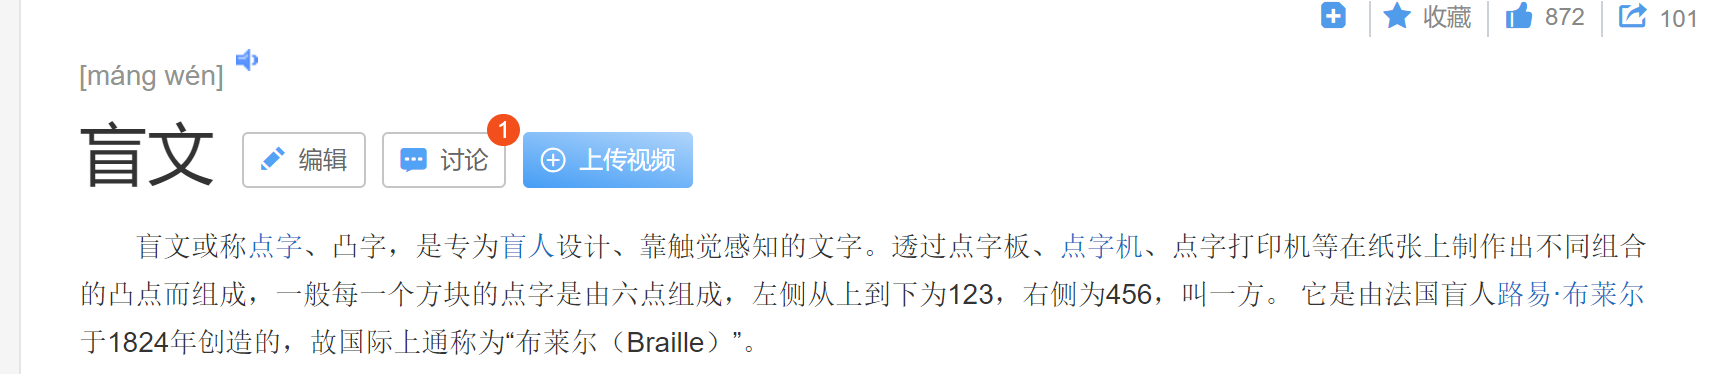 收藏 872 101
[máng wén]
盲文 编辑 讨论 1 上传视频
盲文或称点字、凸字，是专为盲人设计、靠触觉感知的文字。透过点字板、点字机、点字打印机等在纸张上制作出不同组合
的凸点而组成，一般每一个方块的点字是由六点组成，左侧从上到下为123，右侧为456，叫一方。 它是由法国盲人路易·布莱尔
于1824年创造的，故国际上通称为“布莱尔（Braille）”。